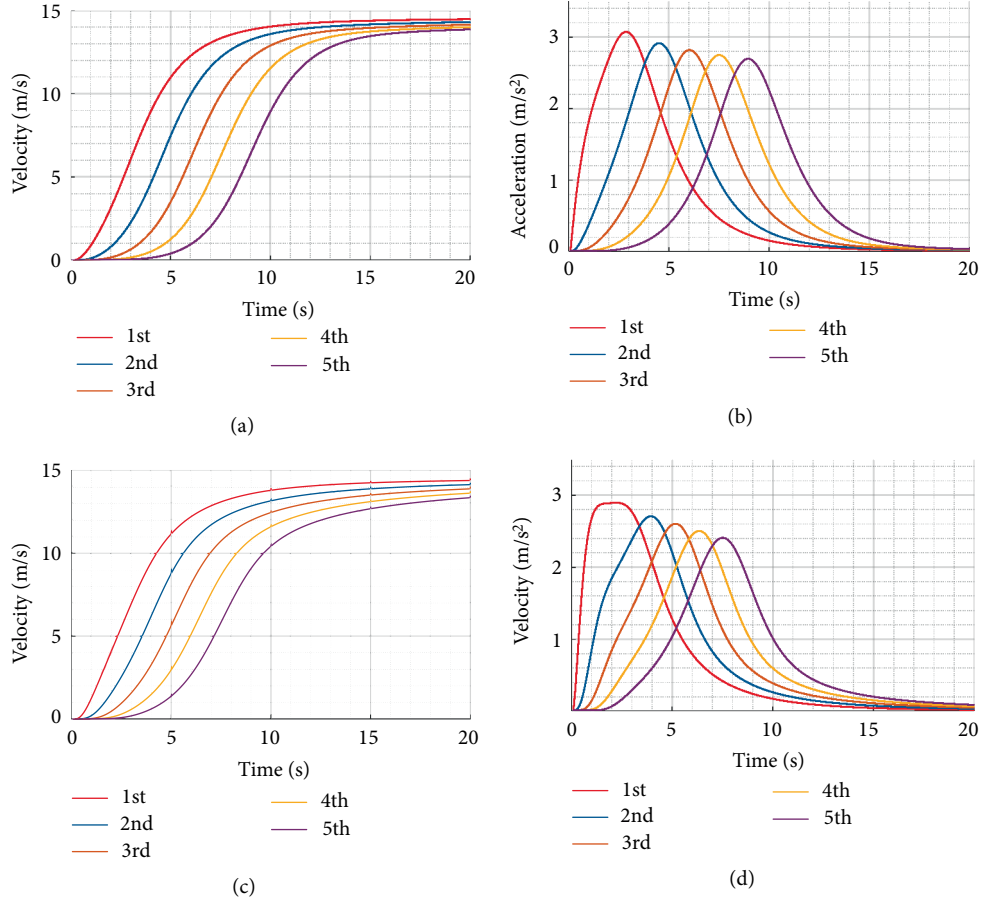 15
10
5
0
Velocity (m/s)
0 5 10 15 20
Time (s)
1st
2nd
3rd
4th
5th
(a)
3
2
1
0
Acceleration (m/s²)
0 5 10 15 20
Time (s)
1st
2nd
3rd
4th
5th
(b)
15
10
5
0
Velocity (m/s)
0 5 10 15 20
Time (s)
1st
2nd
3rd
4th
5th
(c)
3
2
1
Velocity (m/s²)
0 5 10 15 20
Time (s)
1st
2nd
3rd
4th
5th
(d)